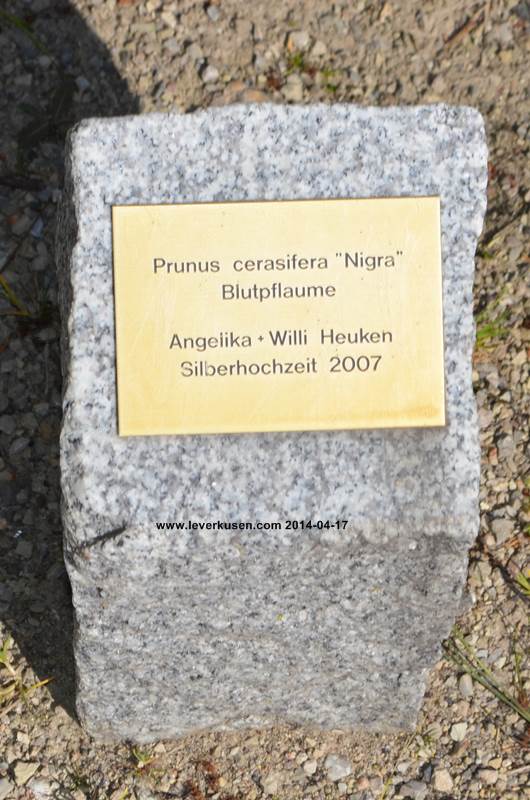 Prunus cerasifera "Nigra"
Blutpflaume
Angelika + Willi Heuken
Silberhochzeit 2007
www.leverkusen.com 2014-04-17